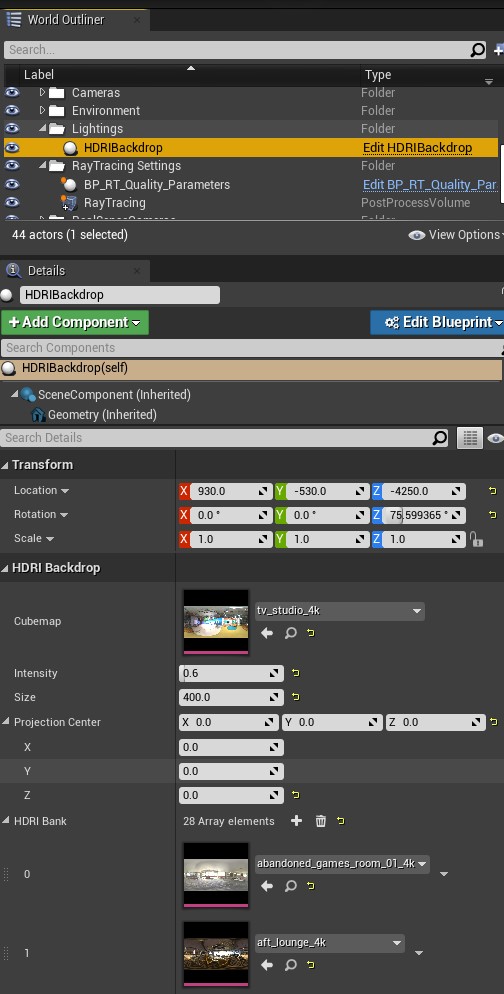 World Outliner
Search...
Label Type
Cameras Folder
Environment Folder
Lightings Folder
HDRIBackdrop Edit HDRIBackdrop
RayTracing Settings Folder
BP_RT_Quality_Parameters Edit BP_RT_Quality_Par
RayTracing PostProcessVolume
44 actors (1 selected) View Options
Details
HDRIBackdrop
+ Add Component Edit Blueprint
Search Components
HDRIBackdrop(self)
SceneComponent (Inherited)
Geometry (Inherited)
Search Details
Transform
Location X 930.0 Y -530.0 Z -4250.0
Rotation X 0.0 ° Y 0.0 ° Z 75.599365 °
Scale X 1.0 Y 1.0 Z 1.0
HDRI Backdrop
Cubemap tv_studio_4k
Intensity 0.6
Size 400.0
Projection Center X 0.0 Y 0.0 Z 0.0
X 0.0
Y 0.0
Z 0.0
HDRI Bank 28 Array elements
0 abandoned_games_room_01_4k
1 aft_lounge_4k